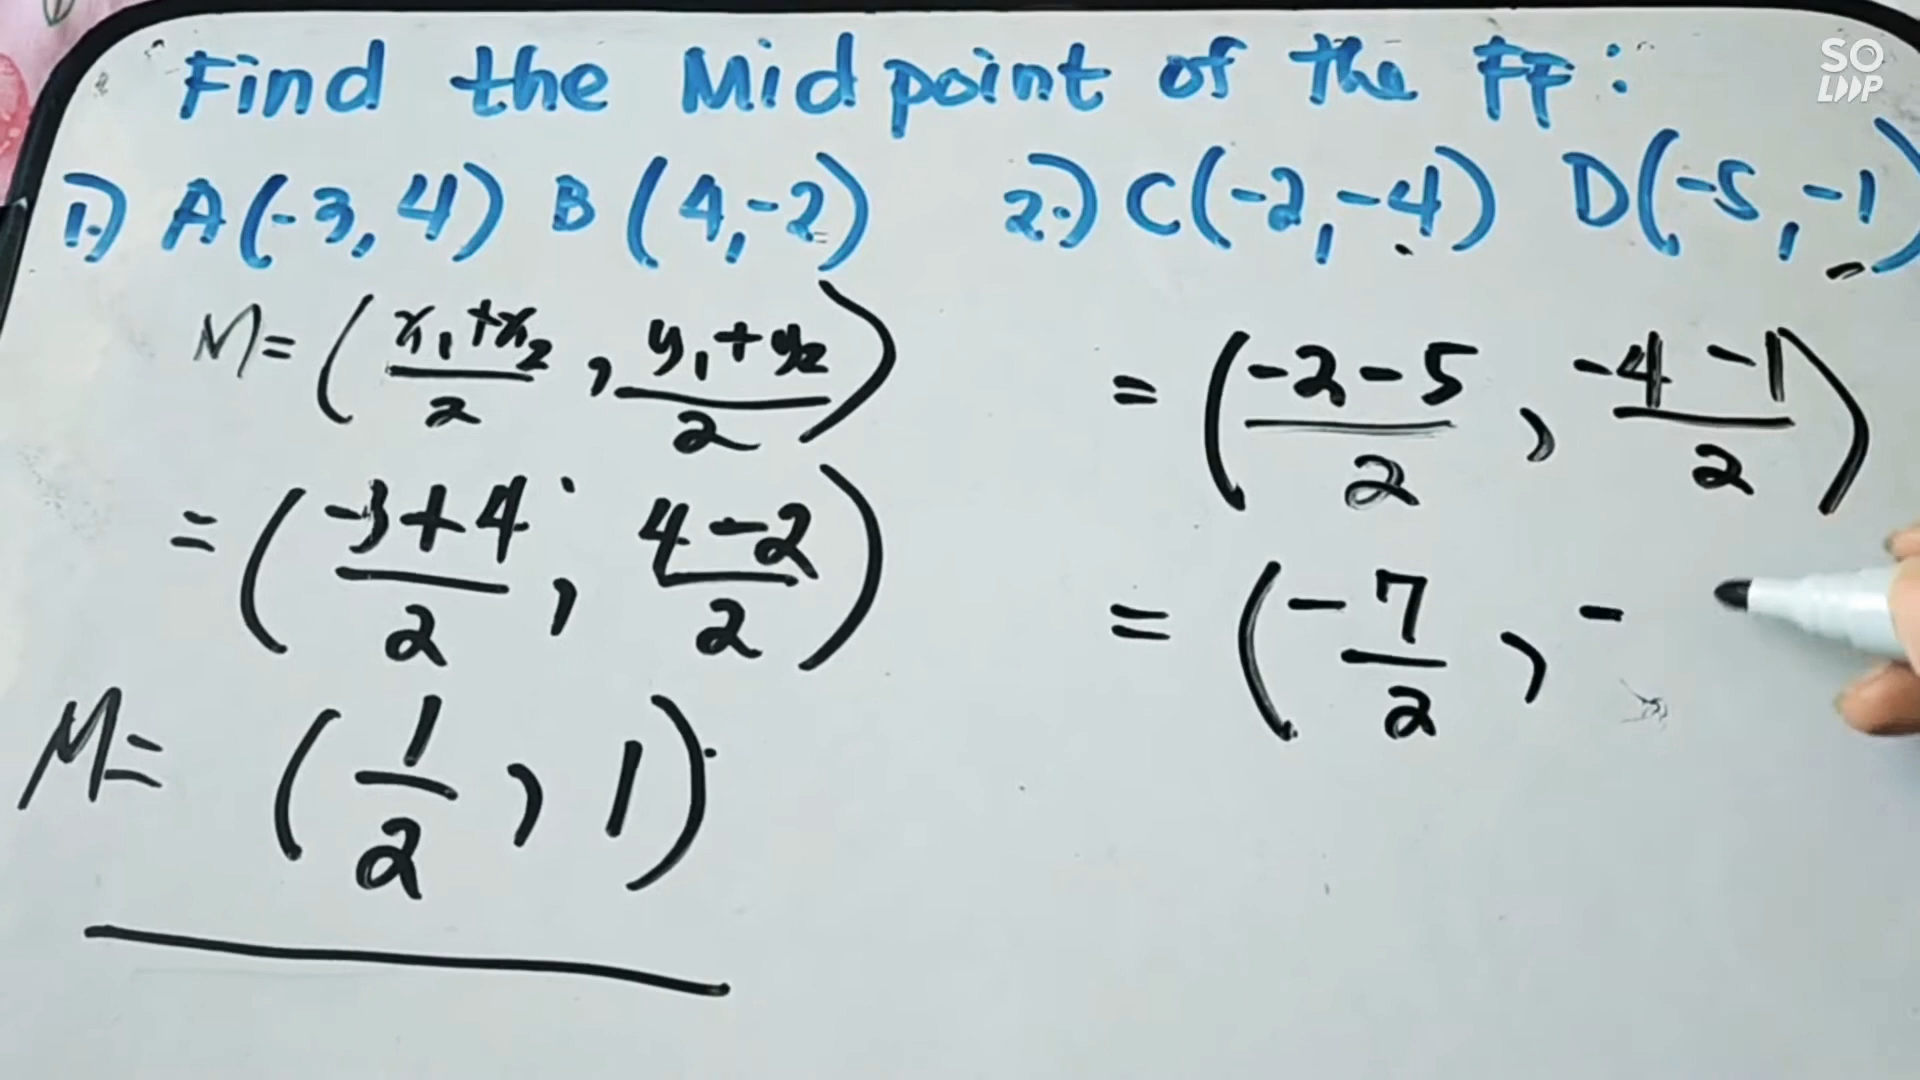 Find the Midpoint of the FF:
1.) A(-3, 4) B(4, -2)
M = (x₁+x₂/2, y₁+y₂/2)
= (-3+4/2, 4-2/2)
M = (1/2, 1)
2.) C(-2, -4) D(-5, -1)
= (-2-5/2, -4-1/2)
= (-7/2, -
SO
LOOP